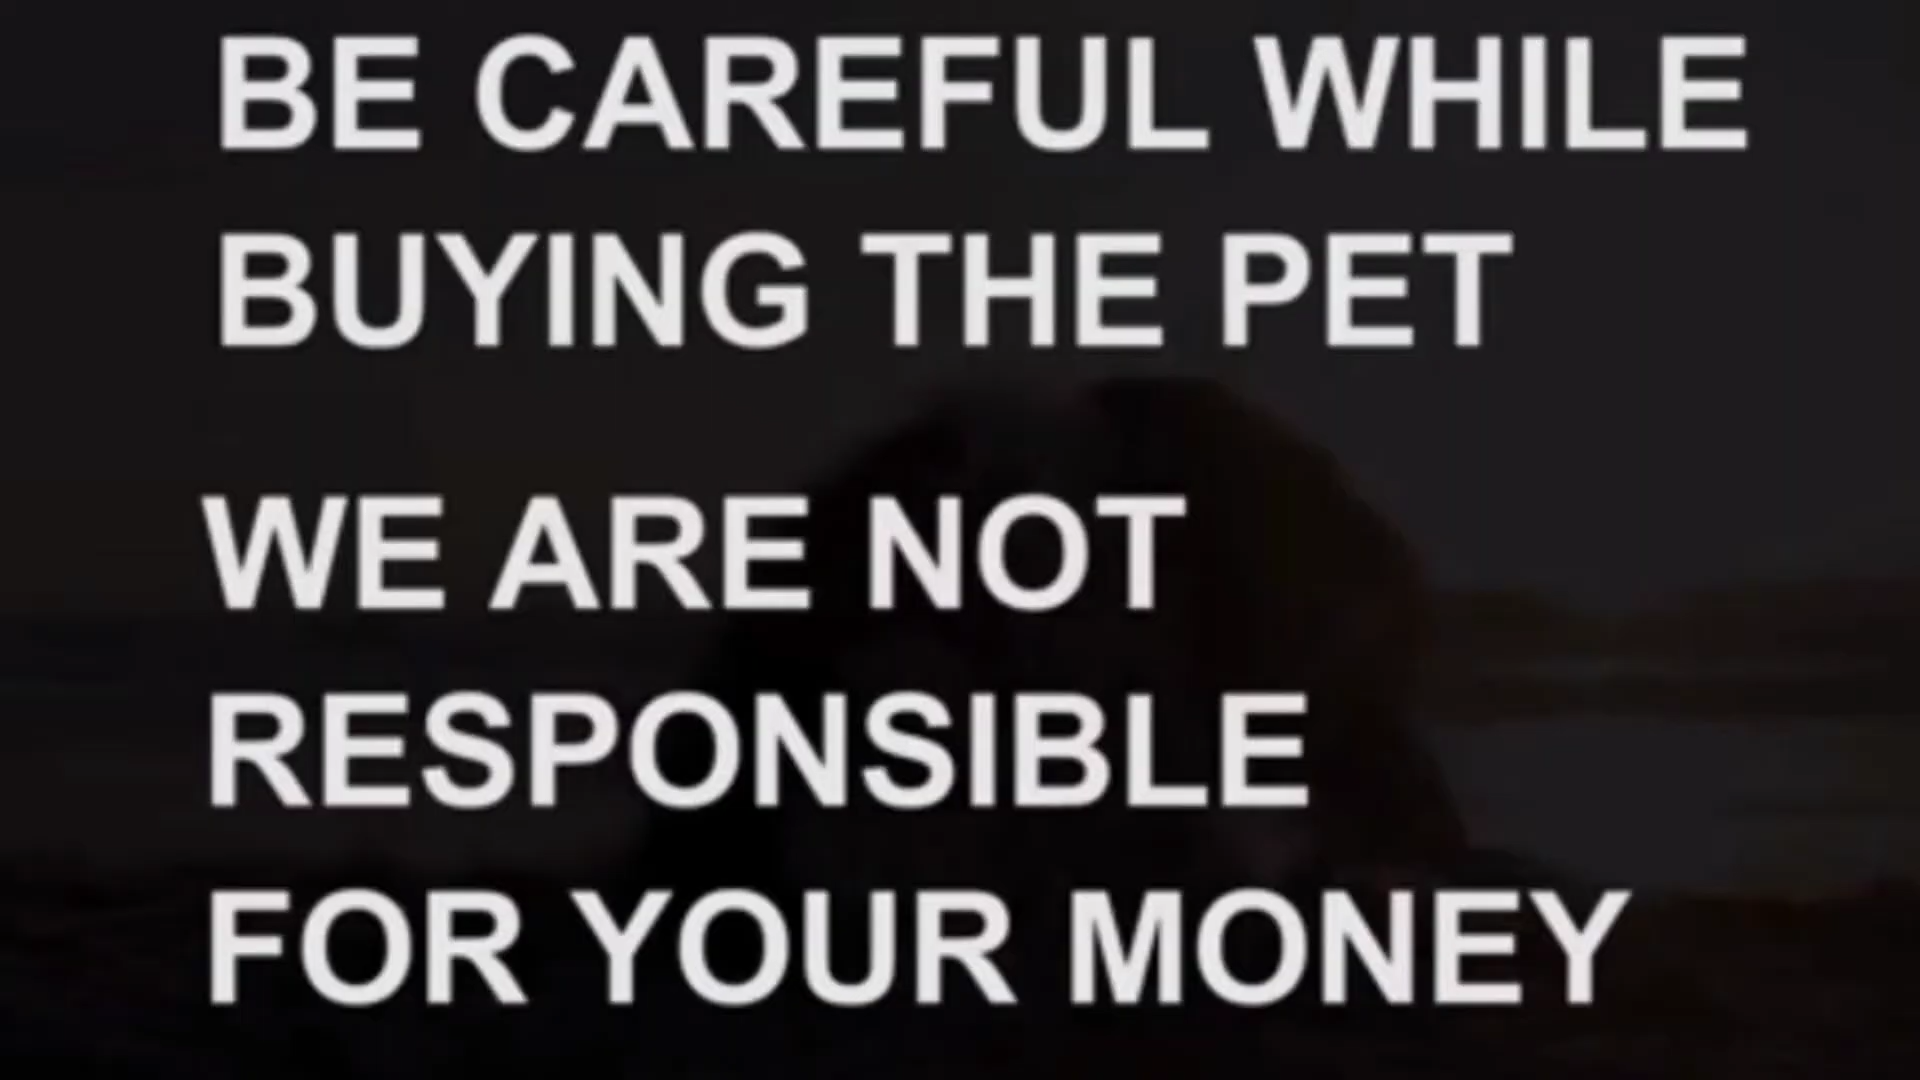 BE CAREFUL WHILE
BUYING THE PET
WE ARE NOT
RESPONSIBLE
FOR YOUR MONEY